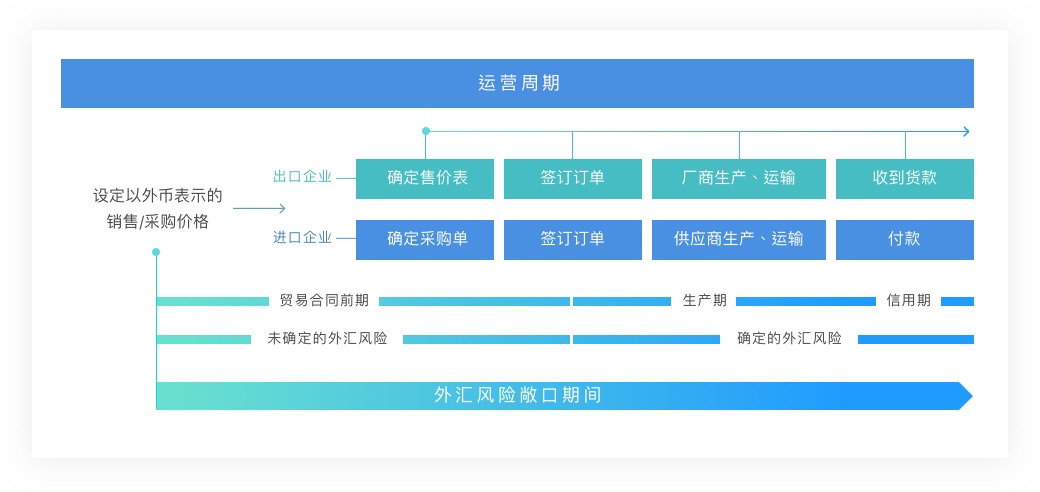 运营周期
出口企业
确定售价表
签订订单
厂商生产、运输
收到货款
设定以外币表示的
销售/采购价格
进口企业
确定采购单
签订订单
供应商生产、运输
付款
贸易合同前期
生产期
信用期
未确定的外汇风险
确定的外汇风险
外汇风险敞口期间